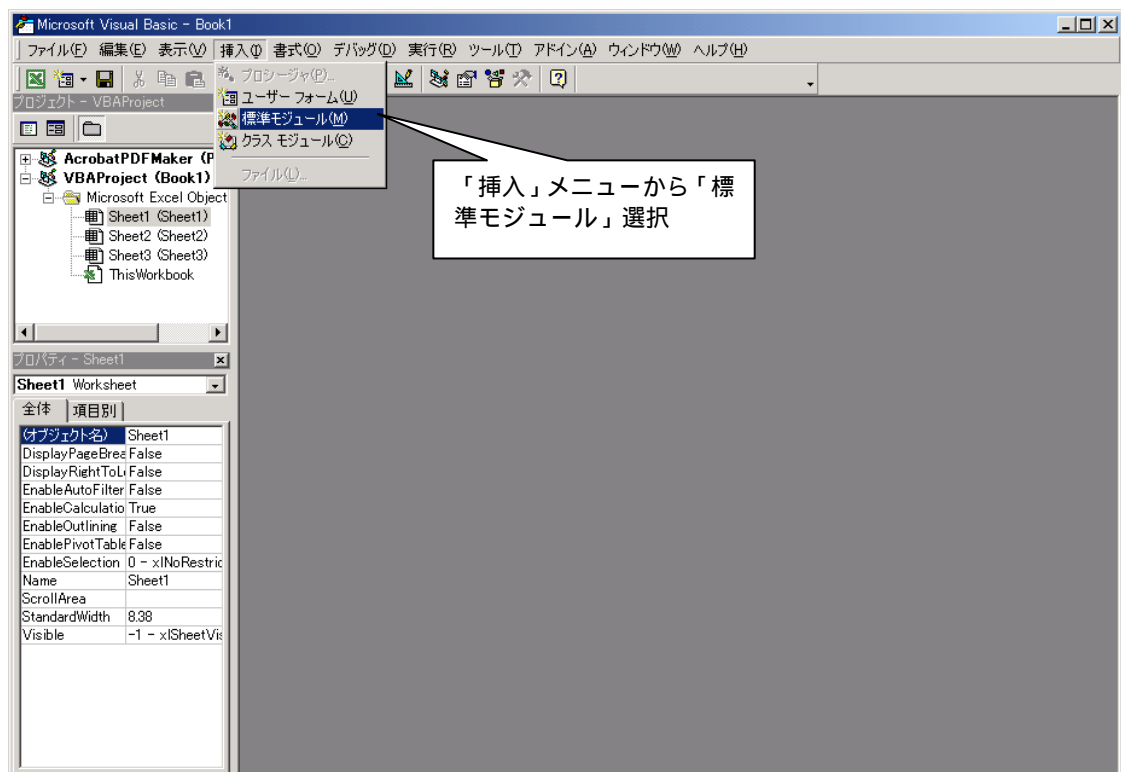 Microsoft Visual Basic - Book1
ファイル(F) 編集(E) 表示(V) 挿入(I) 書式(O) デバッグ(D) 実行(R) ツール(T) アドイン(A) ウィンドウ(W) ヘルプ(H)
プロシージャ(P)...
ユーザー フォーム(U)
標準モジュール(M)
クラス モジュール(C)
ファイル(L)...
プロジェクト - VBAProject
AcrobatPDFMaker (P
VBAProject (Book1)
Microsoft Excel Object
Sheet1 (Sheet1)
Sheet2 (Sheet2)
Sheet3 (Sheet3)
ThisWorkbook
「挿入」メニューから「標
準モジュール」選択
プロパティ - Sheet1
Sheet1 Worksheet
全体 項目別
(オブジェクト名) Sheet1
DisplayPageBrea False
DisplayRightToL False
EnableAutoFilter False
EnableCalculatio True
EnableOutlining False
EnablePivotTable False
EnableSelection 0 - xlNoRestric
Name Sheet1
ScrollArea
StandardWidth 8.38
Visible -1 - xlSheetVis